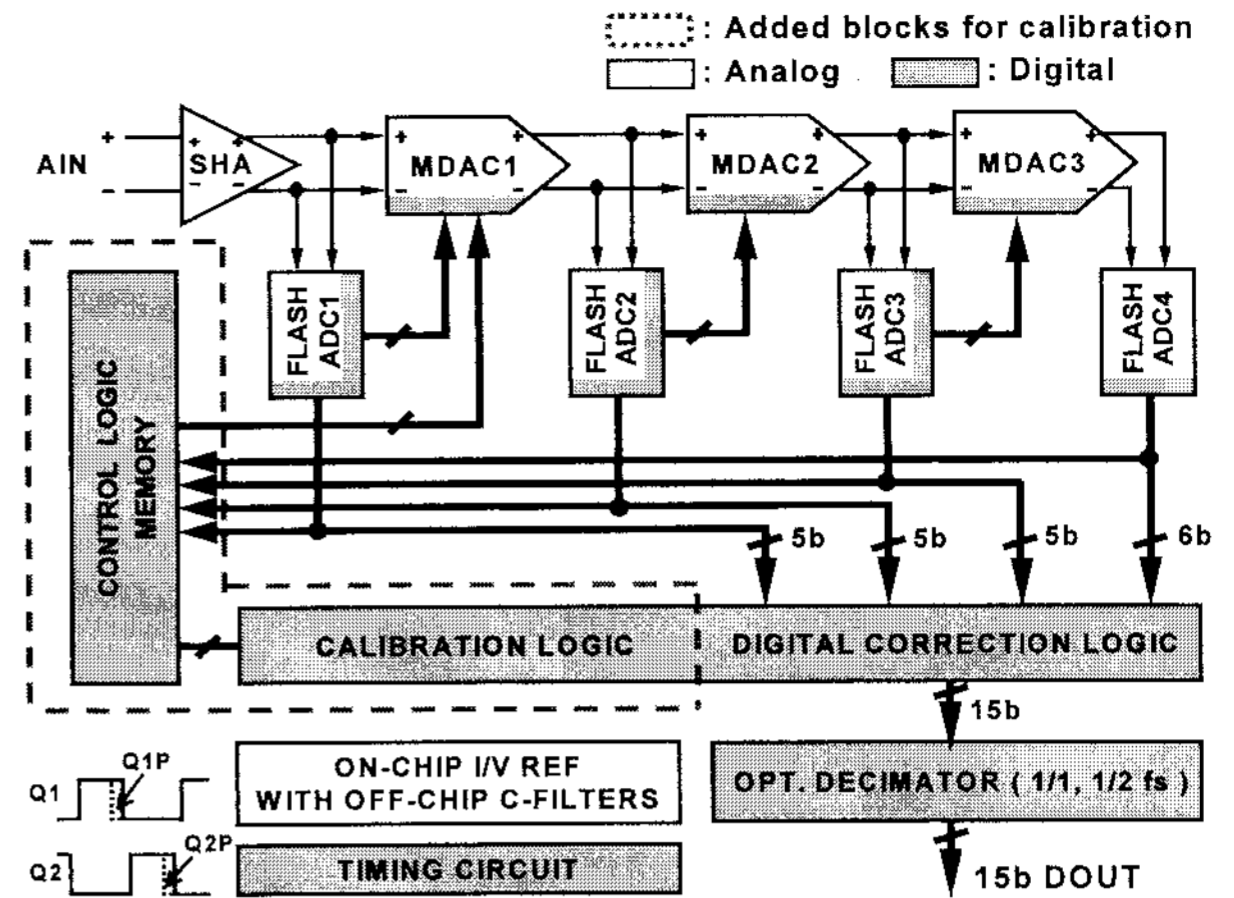 : Added blocks for calibration
: Analog
: Digital
AIN
+
−
+
−
SHA
+
−
+
−
MDAC1
+
−
+
−
MDAC2
+
−
+
−
MDAC3
+
−
FLASH
ADC1
FLASH
ADC2
FLASH
ADC3
FLASH
ADC4
CONTROL LOGIC
MEMORY
5b
5b
5b
6b
CALIBRATION LOGIC
DIGITAL CORRECTION LOGIC
15b
Q1
Q1P
ON-CHIP I/V REF
WITH OFF-CHIP C-FILTERS
OPT. DECIMATOR ( 1/1, 1/2 fs )
Q2
Q2P
TIMING CIRCUIT
15b DOUT